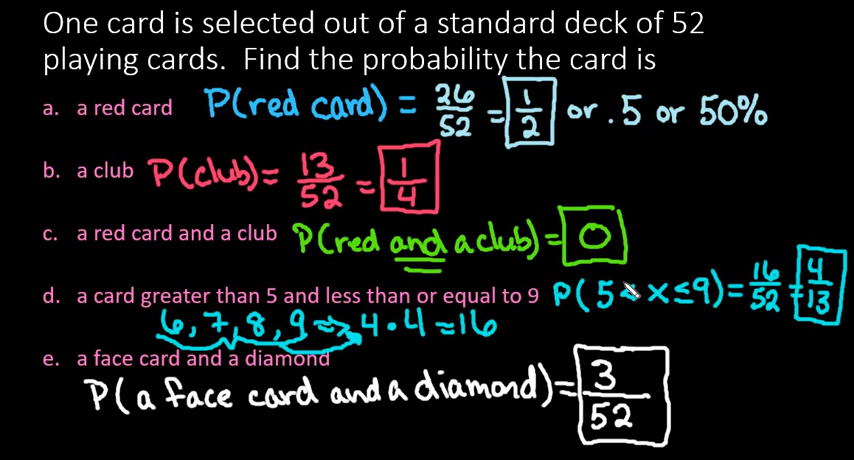 One card is selected out of a standard deck of 52
playing cards. Find the probability the card is
a. a red card P(red card) = 26/52 = 1/2 or .5 or 50%
b. a club P(club) = 13/52 = 1/4
c. a red card and a club P(red and a club) = 0
d. a card greater than 5 and less than or equal to 9 P(5 < x ≤ 9) = 16/52 = 4/13
6, 7, 8, 9 => 4 · 4 = 16
e. a face card and a diamond
P(a face card and a diamond) = 3/52